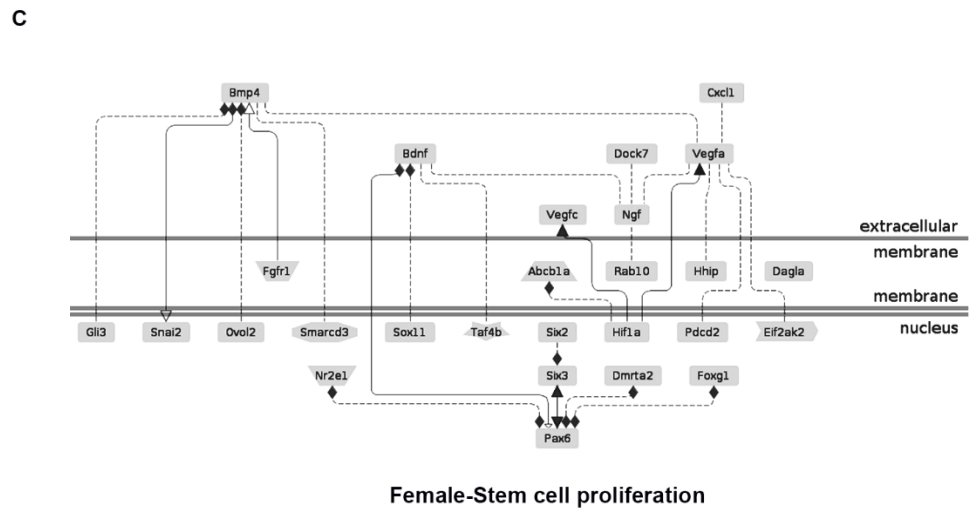 C
Bmp4 Cxcl1
Bdnf Dock7 Vegfa
Vegfc Ngf
extracellular
membrane
Fgfr1 Abcb1a Rab10 Hhip Dagla
membrane
nucleus
Gli3 Snai2 Ovol2 Smarcd3 Sox11 Taf4b Six2 Hif1a Pdcd2 Eif2ak2
Nr2e1 Six3 Dmrta2 Foxg1
Pax6
Female-Stem cell proliferation